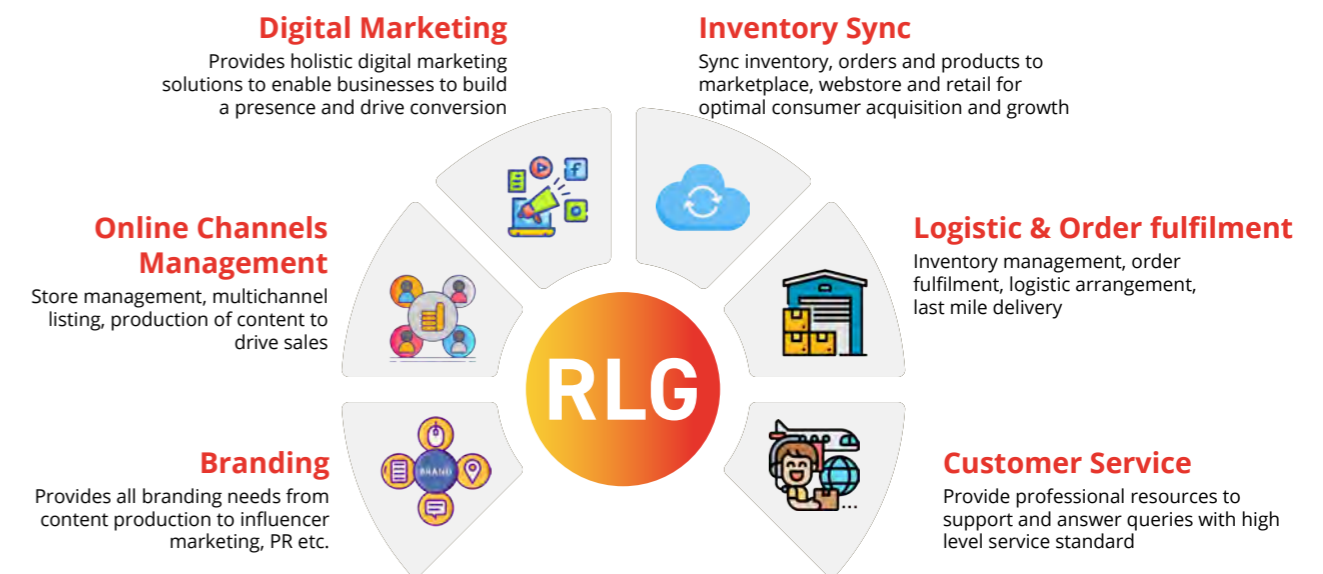 Digital Marketing
Provides holistic digital marketing
solutions to enable businesses to build
a presence and drive conversion
Inventory Sync
Sync inventory, orders and products to
marketplace, webstore and retail for
optimal consumer acquisition and growth
Online Channels
Management
Store management, multichannel
listing, production of content to
drive sales
Logistic & Order fulfilment
Inventory management, order
fulfilment, logistic arrangement,
last mile delivery
RLG
Branding
Provides all branding needs from
content production to influencer
marketing, PR etc.
BRAND
Customer Service
Provide professional resources to
support and answer queries with high
level service standard